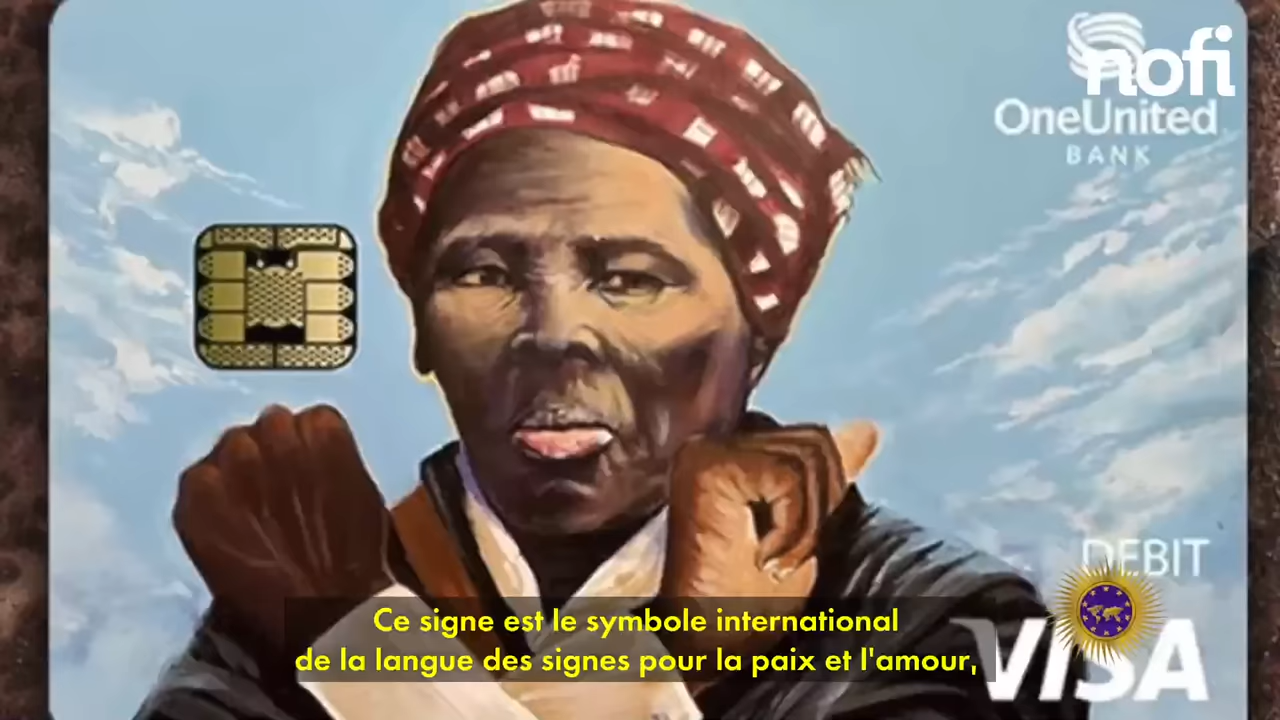 nofi
OneUnited
BANK
DEBIT
VISA
Ce signe est le symbole international
de la langue des signes pour la paix et l'amour,